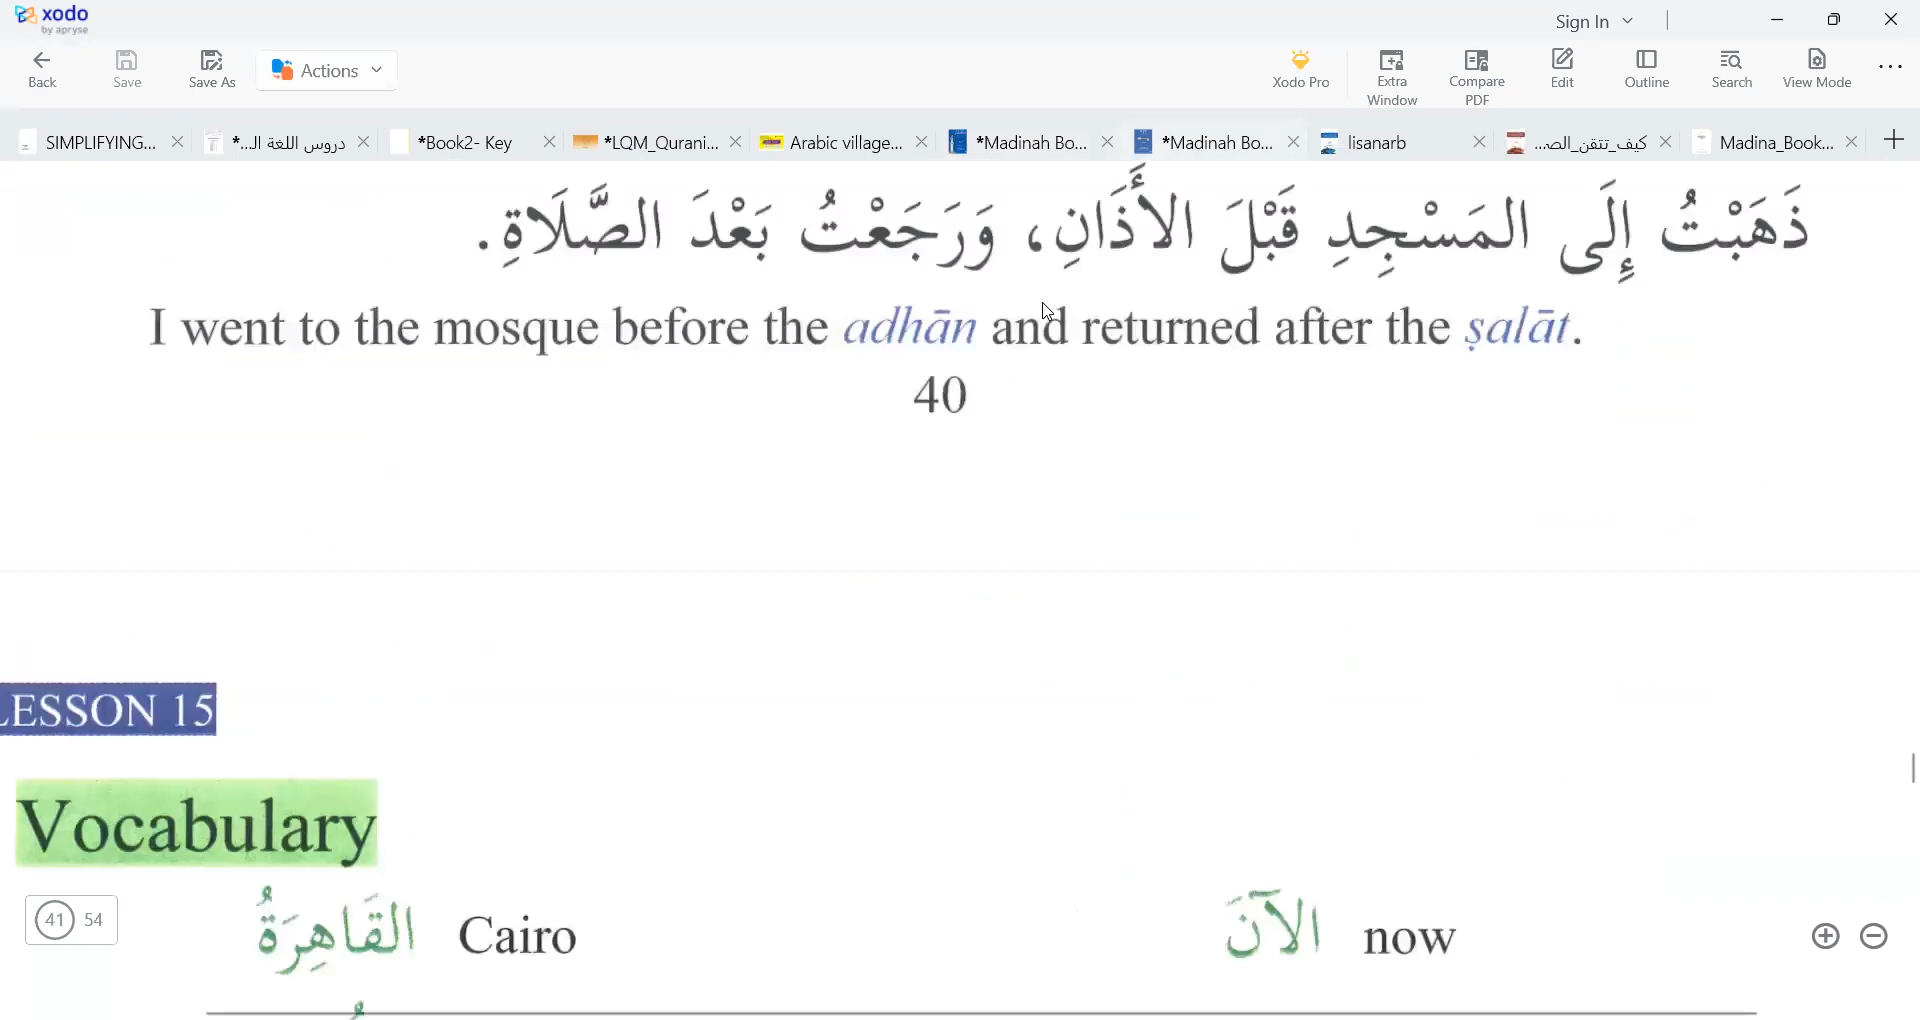 xodo
by apryse
Sign In
Back
Save
Save As
Actions
Xodo Pro
Extra Window
Compare PDF
Edit
Outline
Search
View Mode
SIMPLIFYING...
*دروس اللغة الـ...
*Book2- Key
*LQM_Qurani...
Arabic village...
*Madinah Bo...
*Madinah Bo...
lisanarb
كيف_تتقن_الصـ...
Madina_Book...
ذَهَبْتُ إِلَى المَسْجِدِ قَبْلَ الأَذَانِ، وَرَجَعْتُ بَعْدَ الصَّلَاةِ.
I went to the mosque before the adhān and returned after the ṣalāt.
40
LESSON 15
Vocabulary
القَاهِرَةُ Cairo الآنَ now
41 54